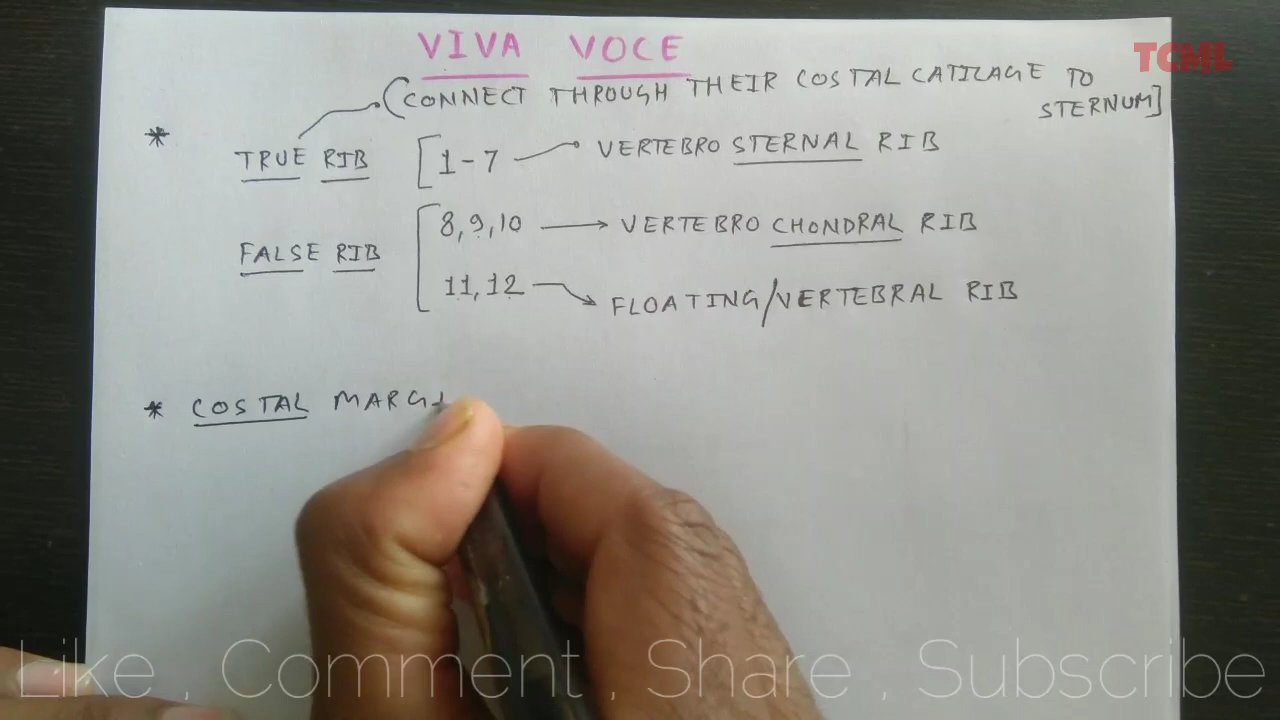 VIVA VOCE
TCML
(CONNECT THROUGH THEIR COSTAL CATILAGE TO
STERNUM]
*
TRUE RIB [1-7 VERTEBRO STERNAL RIB
8,9,10 → VERTEBRO CHONDRAL RIB
FALSE RIB
11,12 → FLOATING/VERTEBRAL RIB
* COSTAL MARGI
Like , Comment , Share , Subscribe